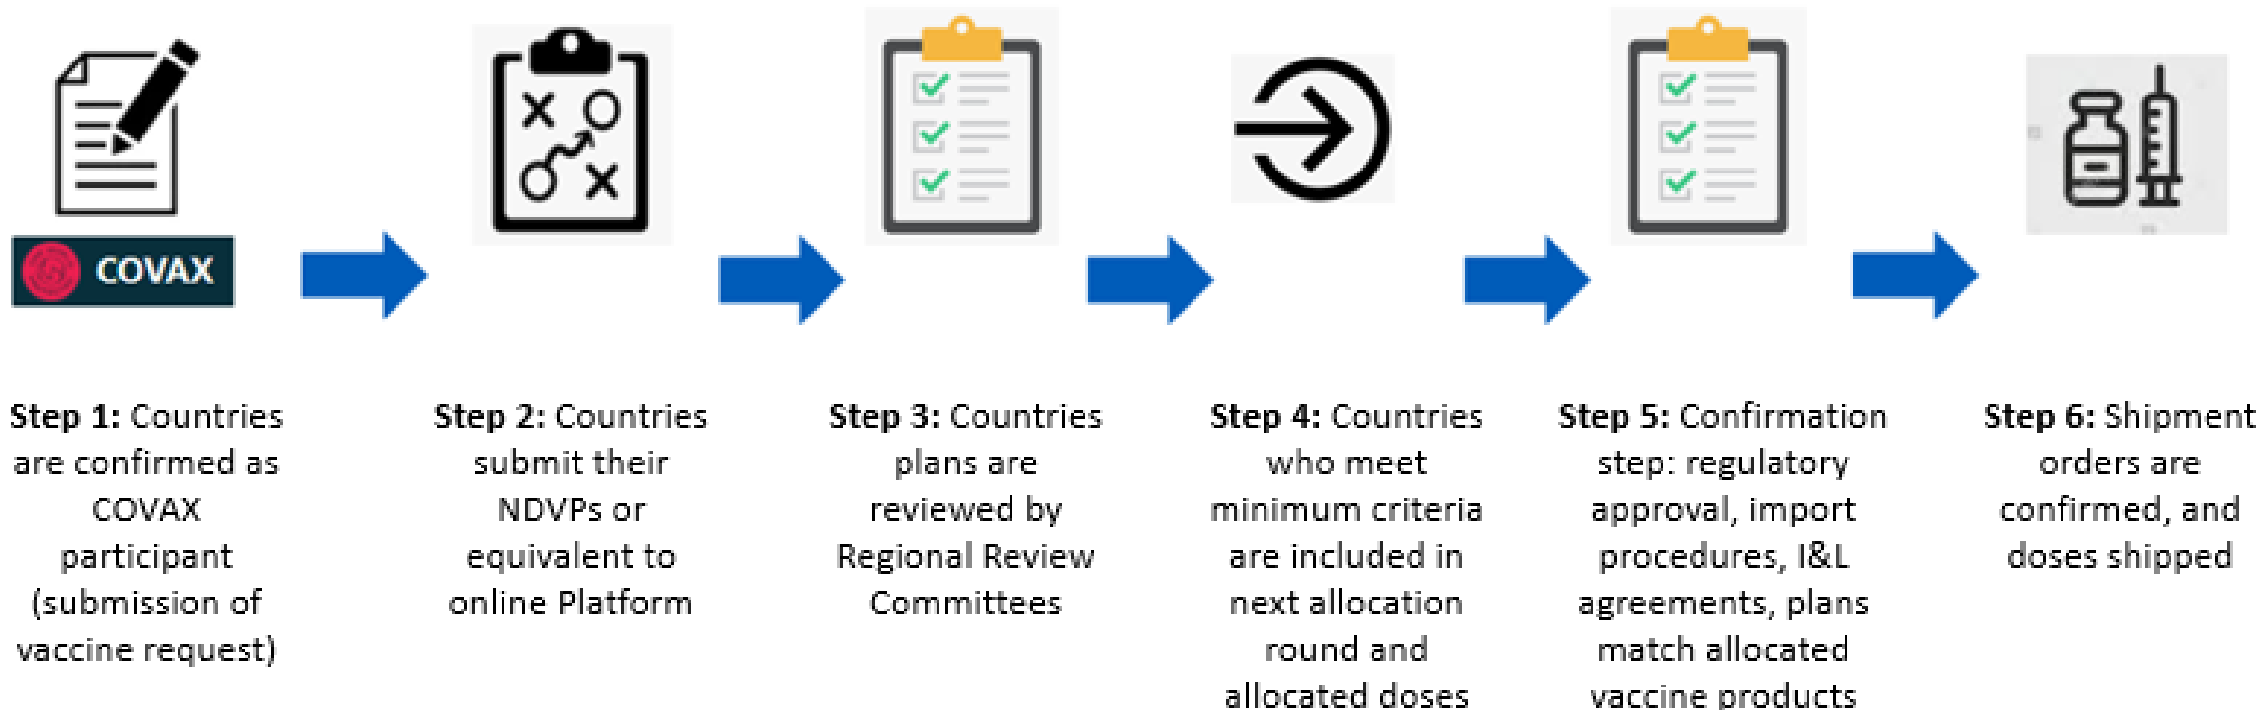 COVAX
Step 1: Countries
are confirmed as
COVAX
participant
(submission of
vaccine request)
Step 2: Countries
submit their
NDVPs or
equivalent to
online Platform
Step 3: Countries
plans are
reviewed by
Regional Review
Committees
Step 4: Countries
who meet
minimum criteria
are included in
next allocation
round and
allocated doses
Step 5: Confirmation
step: regulatory
approval, import
procedures, I&L
agreements, plans
match allocated
vaccine products
Step 6: Shipment
orders are
confirmed, and
doses shipped